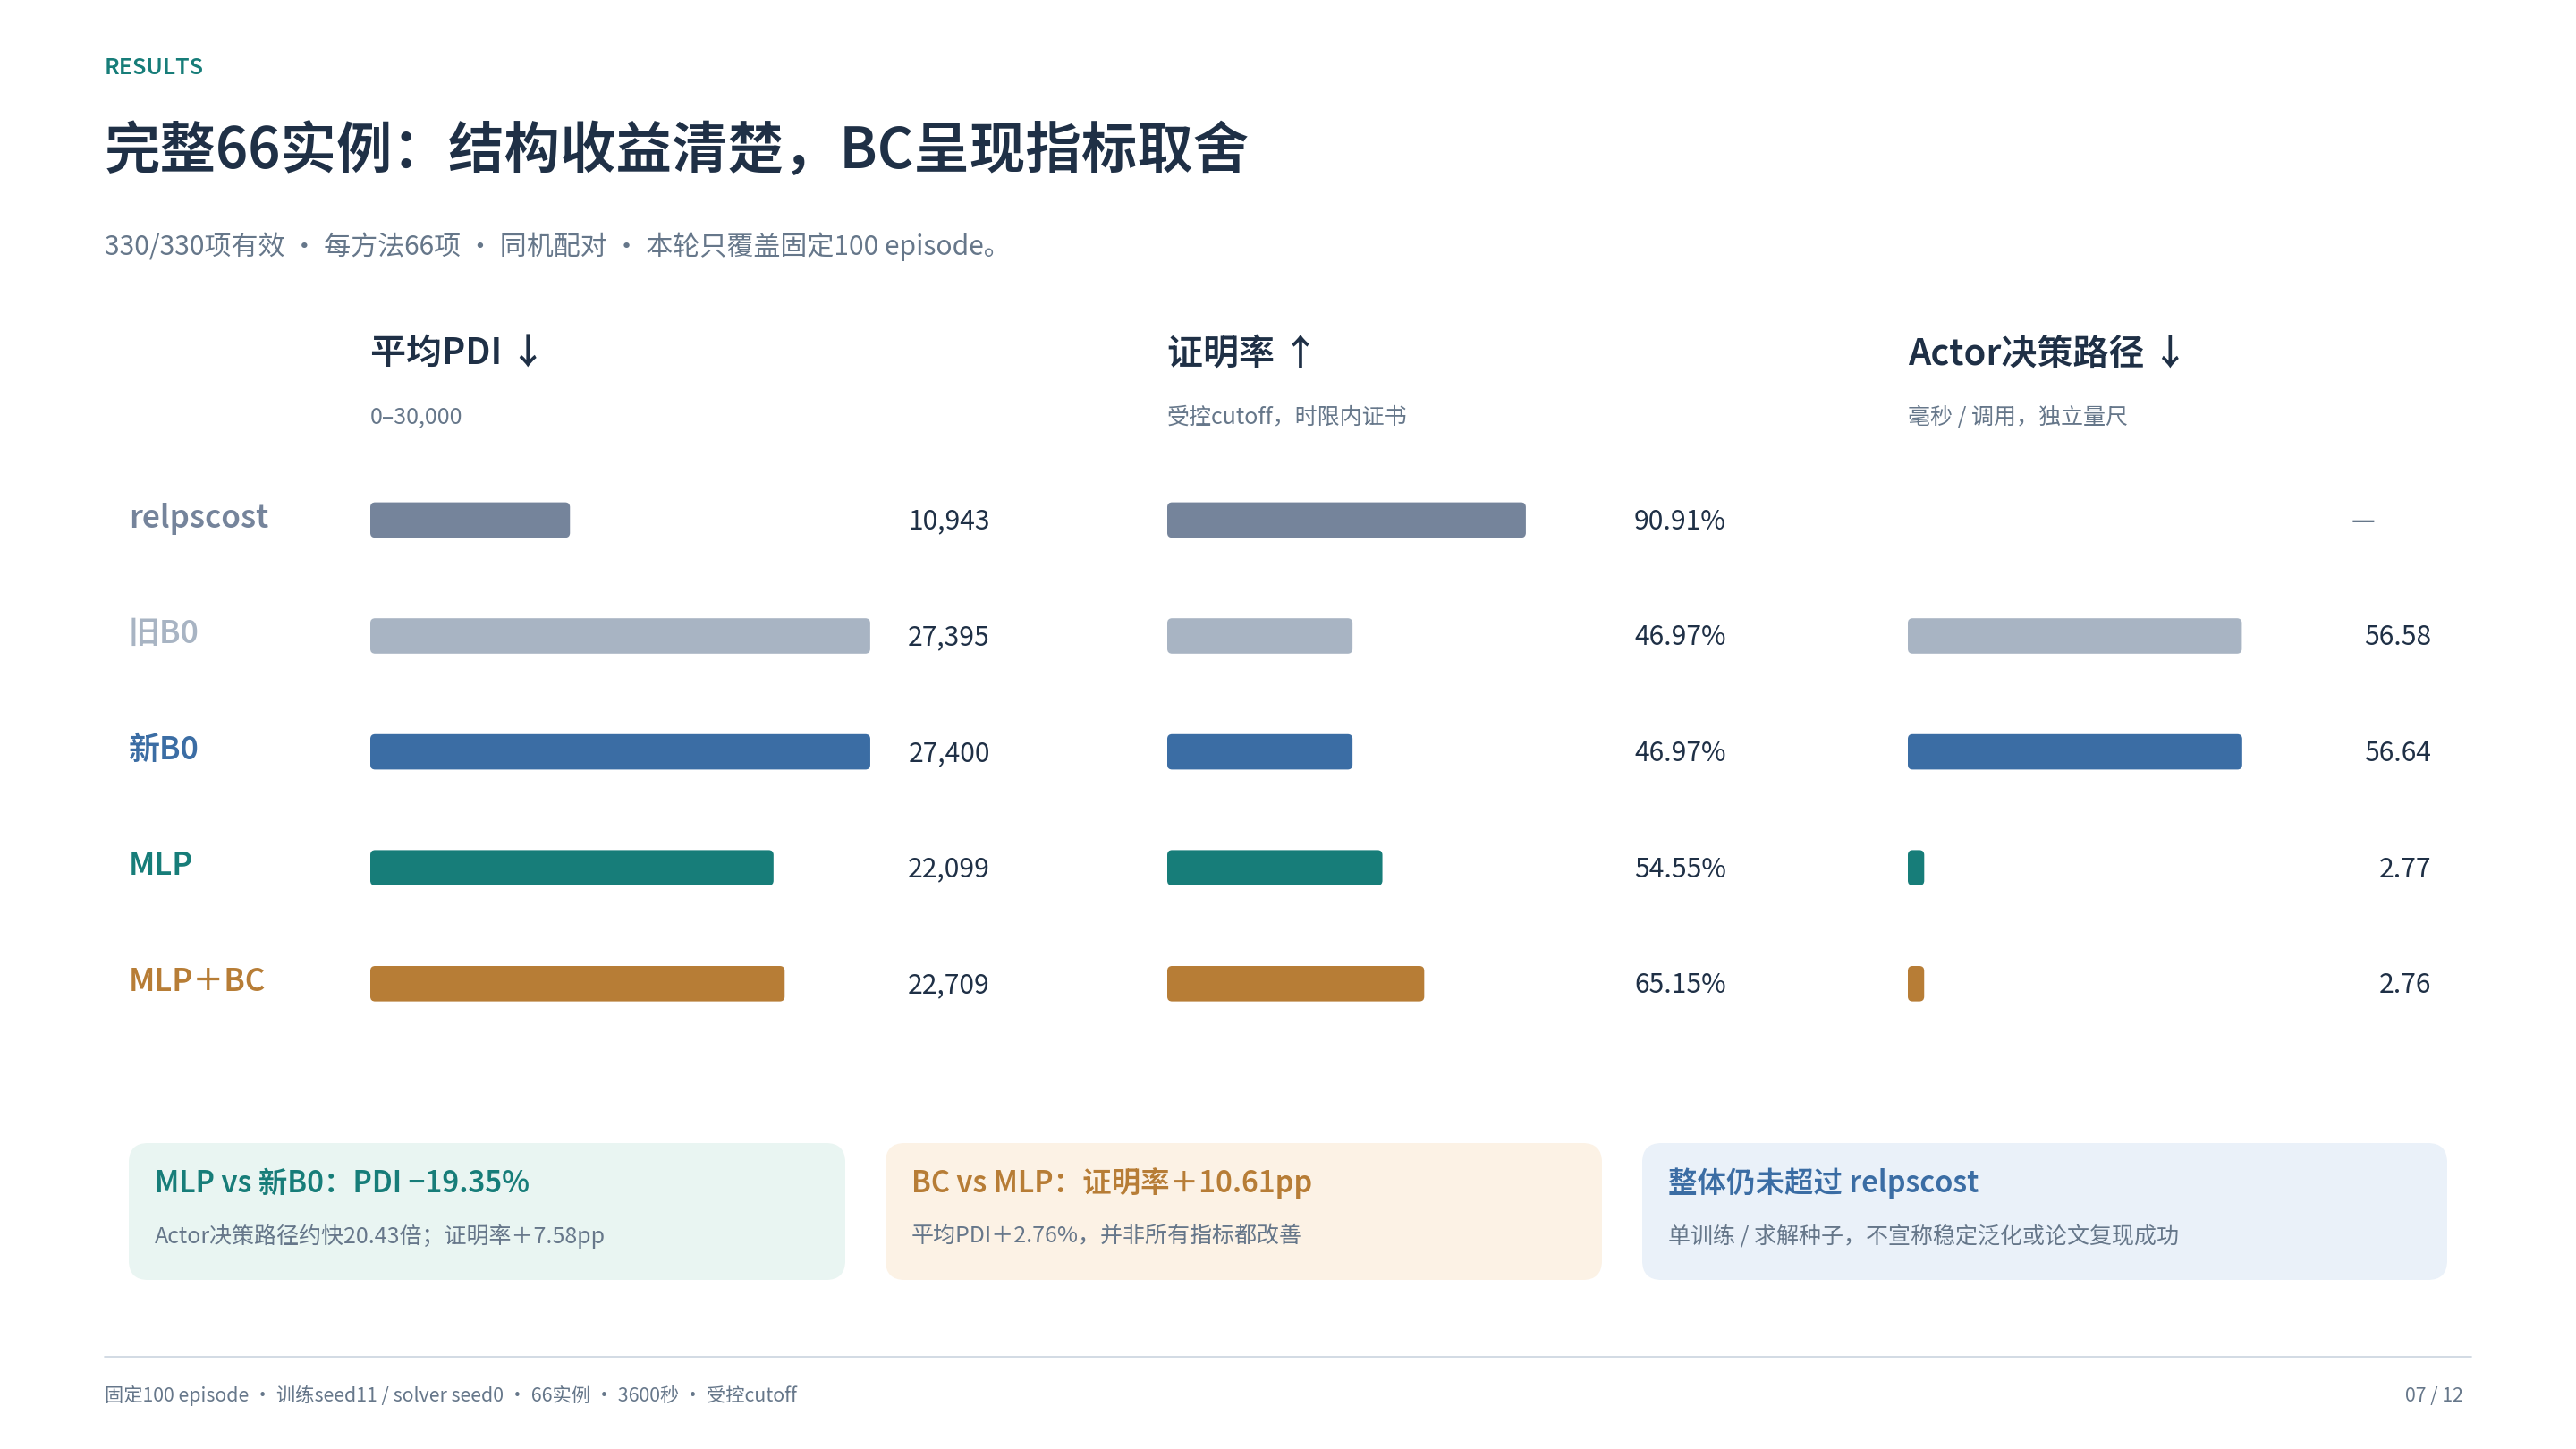 RESULTS
完整66实例：结构收益清楚，BC呈现指标取舍
330/330项有效 · 每方法66项 · 同机配对 · 本轮只覆盖固定100 episode。
平均PDI ↓
证明率 ↑
Actor决策路径 ↓
0–30,000
受控cutoff，时限内证书
毫秒 / 调用，独立量尺
relpscost
10,943
90.91%
—
旧B0
27,395
46.97%
56.58
新B0
27,400
46.97%
56.64
MLP
22,099
54.55%
2.77
MLP＋BC
22,709
65.15%
2.76
MLP vs 新B0：PDI −19.35%
Actor决策路径约快20.43倍；证明率＋7.58pp
BC vs MLP：证明率＋10.61pp
平均PDI＋2.76%，并非所有指标都改善
整体仍未超过 relpscost
单训练 / 求解种子，不宣称稳定泛化或论文复现成功
固定100 episode · 训练seed11 / solver seed0 · 66实例 · 3600秒 · 受控cutoff
07 / 12